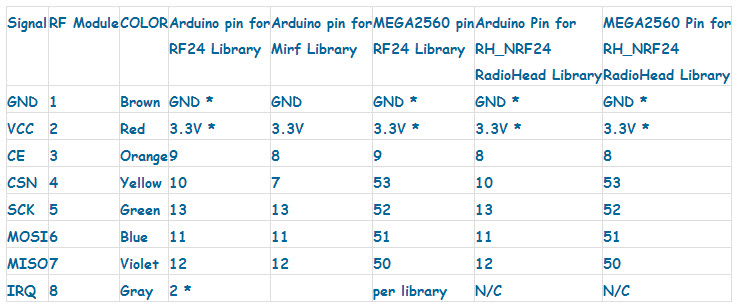 Signal RF Module COLOR Arduino pin for Arduino pin for MEGA2560 pin Arduino Pin for MEGA2560 Pin for
RF24 Library Mirf Library RF24 Library RH_NRF24 RH_NRF24
RadioHead Library RadioHead Library
GND 1 Brown GND * GND GND * GND * GND *
VCC 2 Red 3.3V * 3.3V 3.3V * 3.3V * 3.3V *
CE 3 Orange 9 8 9 8 8
CSN 4 Yellow 10 7 53 10 53
SCK 5 Green 13 13 52 13 52
MOSI 6 Blue 11 11 51 11 51
MISO 7 Violet 12 12 50 12 50
IRQ 8 Gray 2 * per library N/C N/C